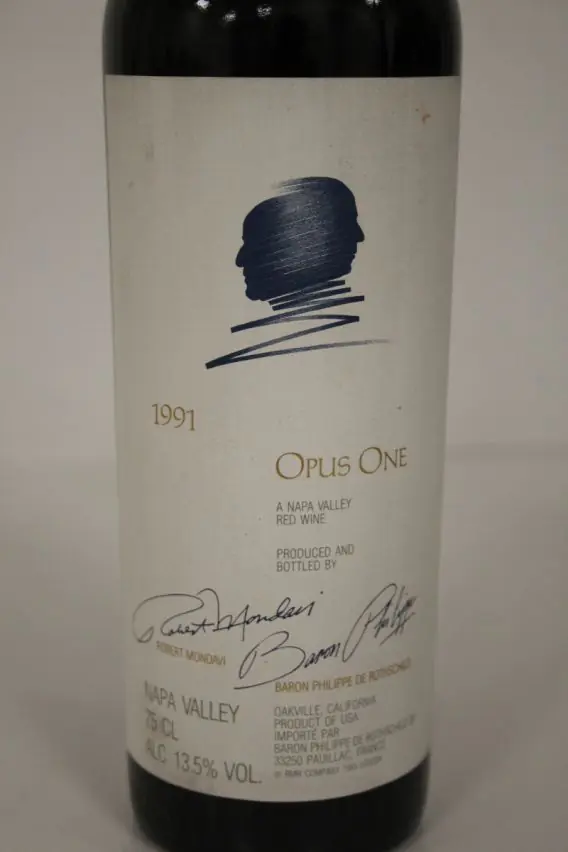 1991
OPUS ONE
A NAPA VALLEY
RED WINE
PRODUCED AND
BOTTLED BY
Robert Mondavi
Baron Philippe
ROBERT MONDAVI
BARON PHILIPPE DE ROTHSCHILD
NAPA VALLEY
75 CL
ALC 13.5% VOL.
OAKVILLE, CALIFORNIA
PRODUCT OF USA
IMPORTÉ PAR
BARON PHILIPPE DE ROTHSCHILD
33250 PAUILLAC, FRANCE